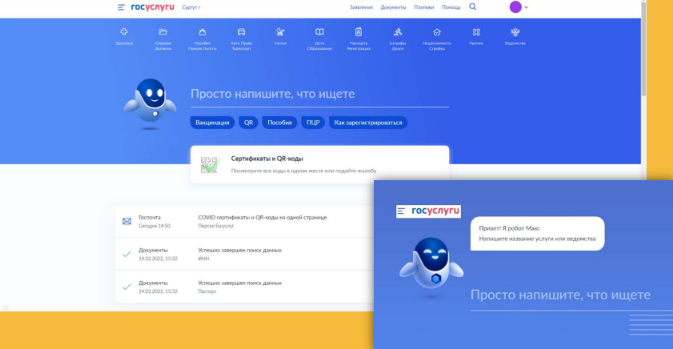 госуслуги Сургут Заявления Документы Платежи Помощь
Здоровье
Справки
Выписки
Пособия
Пенсия Льготы
Авто Права
Транспорт
Семья
Дети
Образование
Паспорта
Регистрация
Штрафы
Долги
Недвижимость
Стройка
Прочее
Ведомства
Просто напишите, что ищете
Вакцинация QR Пособия ПЦР Как зарегистрироваться
Сертификаты и QR-коды
Посмотрите все коды в одном месте или подайте жалобу
Госпочта COVID-сертификаты и QR-коды на одной странице
Сегодня 14:50 Портал Госуслуг
Документы Успешно завершен поиск данных
14.02.2022, 15:32 ИНН
Документы Успешно завершен поиск данных
14.02.2022, 15:32 Паспорт
госуслуги
Привет! Я робот Макс
Напишите название услуги или ведомства
Просто напишите, что ищете